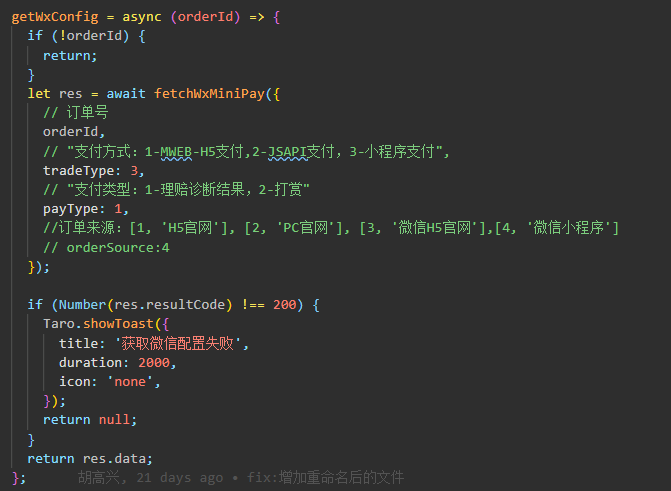 getWxConfig = async (orderId) => {
if (!orderId) {
return;
}
let res = await fetchWxMiniPay({
// 订单号
orderId,
// "支付方式：1-MWEB-H5支付,2-JSAPI支付，3-小程序支付",
tradeType: 3,
// "支付类型：1-理赔诊断结果，2-打赏"
payType: 1,
//订单来源：[1, 'H5官网'], [2, 'PC官网'], [3, '微信H5官网'],[4, '微信小程序']
// orderSource:4
});
if (Number(res.resultCode) !== 200) {
Taro.showToast({
title: '获取微信配置失败',
duration: 2000,
icon: 'none',
});
return null;
}
return res.data;
};      胡高兴, 21 days ago • fix:增加重命名后的文件